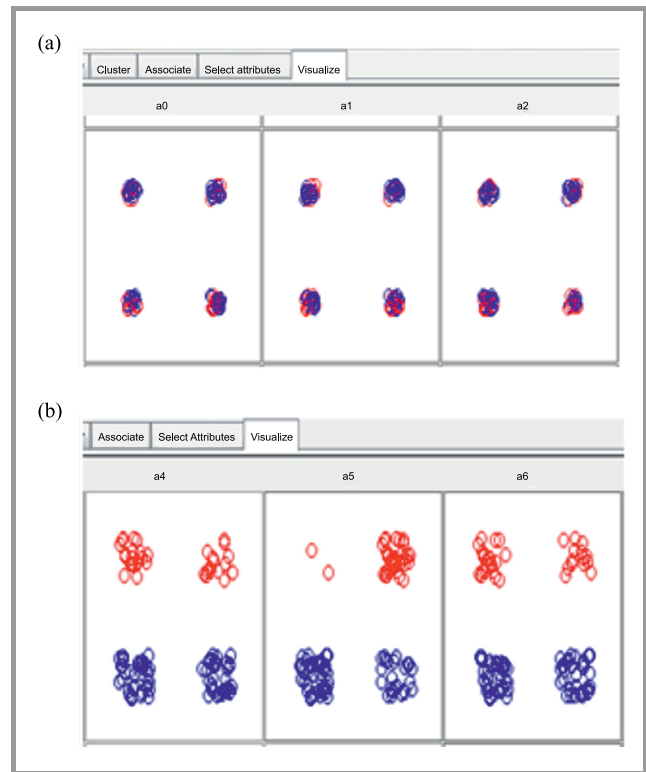 (a)
Cluster Associate Select attributes Visualize
a0 a1 a2
(b)
Associate Select Attributes Visualize
a4 a5 a6